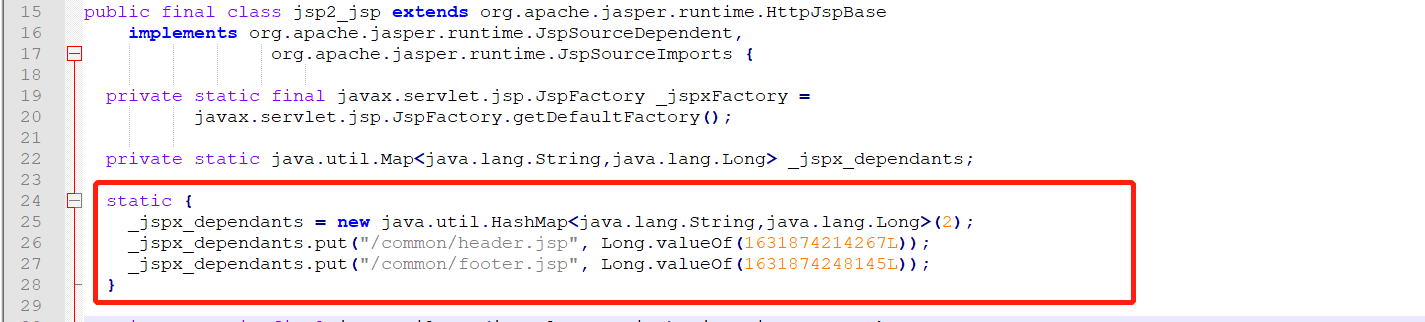 15 public final class jsp2_jsp extends org.apache.jasper.runtime.HttpJspBase
16     implements org.apache.jasper.runtime.JspSourceDependent,
17                  org.apache.jasper.runtime.JspSourceImports {
18
19   private static final javax.servlet.jsp.JspFactory _jspxFactory =
20           javax.servlet.jsp.JspFactory.getDefaultFactory();
21
22   private static java.util.Map<java.lang.String,java.lang.Long> _jspx_dependants;
23
24   static {
25     _jspx_dependants = new java.util.HashMap<java.lang.String,java.lang.Long>(2);
26     _jspx_dependants.put("/common/header.jsp", Long.valueOf(1631874214267L));
27     _jspx_dependants.put("/common/footer.jsp", Long.valueOf(1631874248145L));
28   }
29